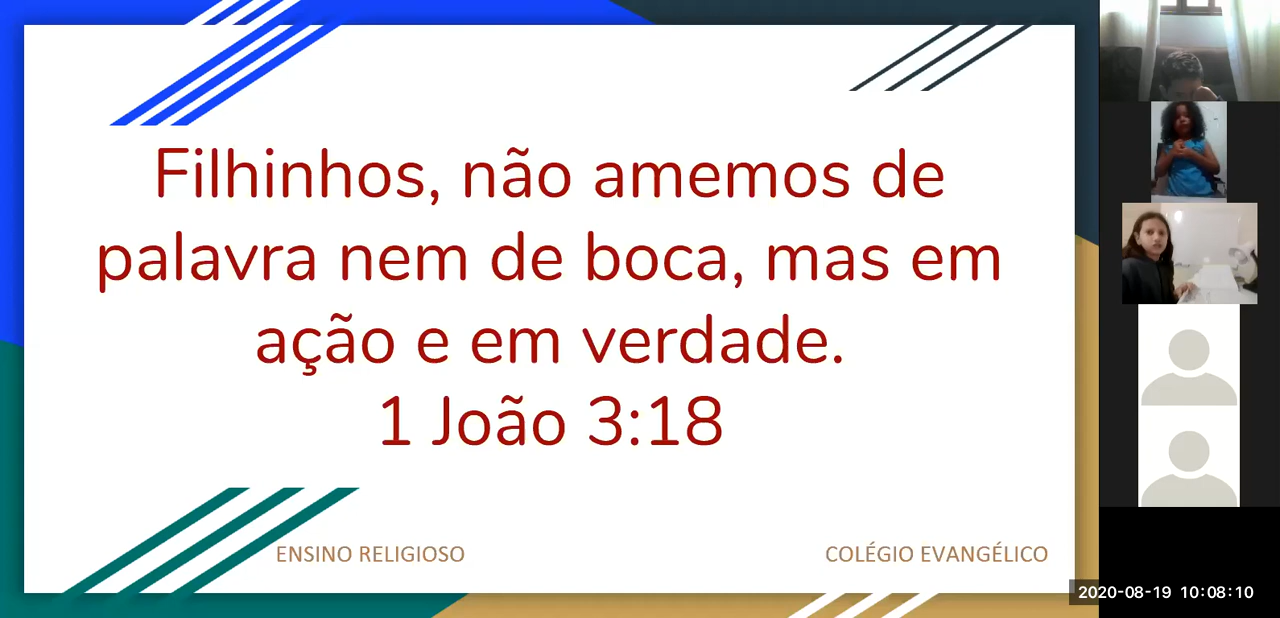 Filhinhos, não amemos de
palavra nem de boca, mas em
ação e em verdade.
1 João 3:18
ENSINO RELIGIOSO
COLÉGIO EVANGÉLICO
2020-08-19 10:08:10